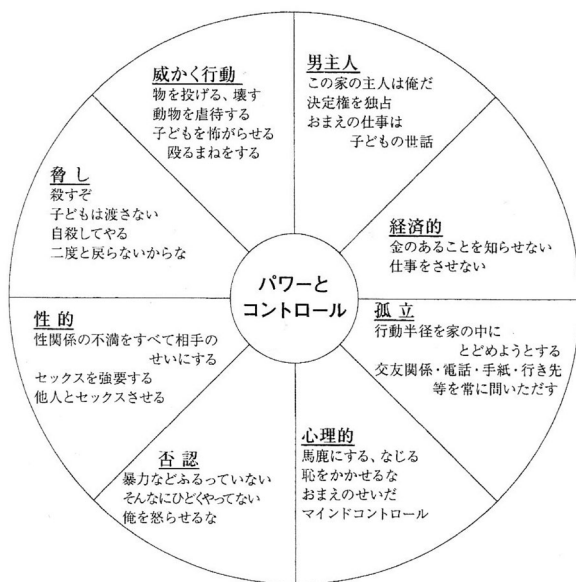 威かく行動
物を投げる、壊す
動物を虐待する
子どもを怖がらせる
殴るまねをする
男主人
この家の主人は俺だ
決定権を独占
おまえの仕事は
子どもの世話
脅し
殺すぞ
子どもは渡さない
自殺してやる
二度と戻らないからな
経済的
金のあることを知らせない
仕事をさせない
パワーと
コントロール
性的
性関係の不満をすべて相手の
せいにする
セックスを強要する
他人とセックスさせる
孤立
行動半径を家の中に
とどめようとする
交友関係・電話・手紙・行き先
等を常に問いただす
否認
暴力などふるっていない
そんなにひどくやってない
俺を怒らせるな
心理的
馬鹿にする、なじる
恥をかかせるな
おまえのせいだ
マインドコントロール